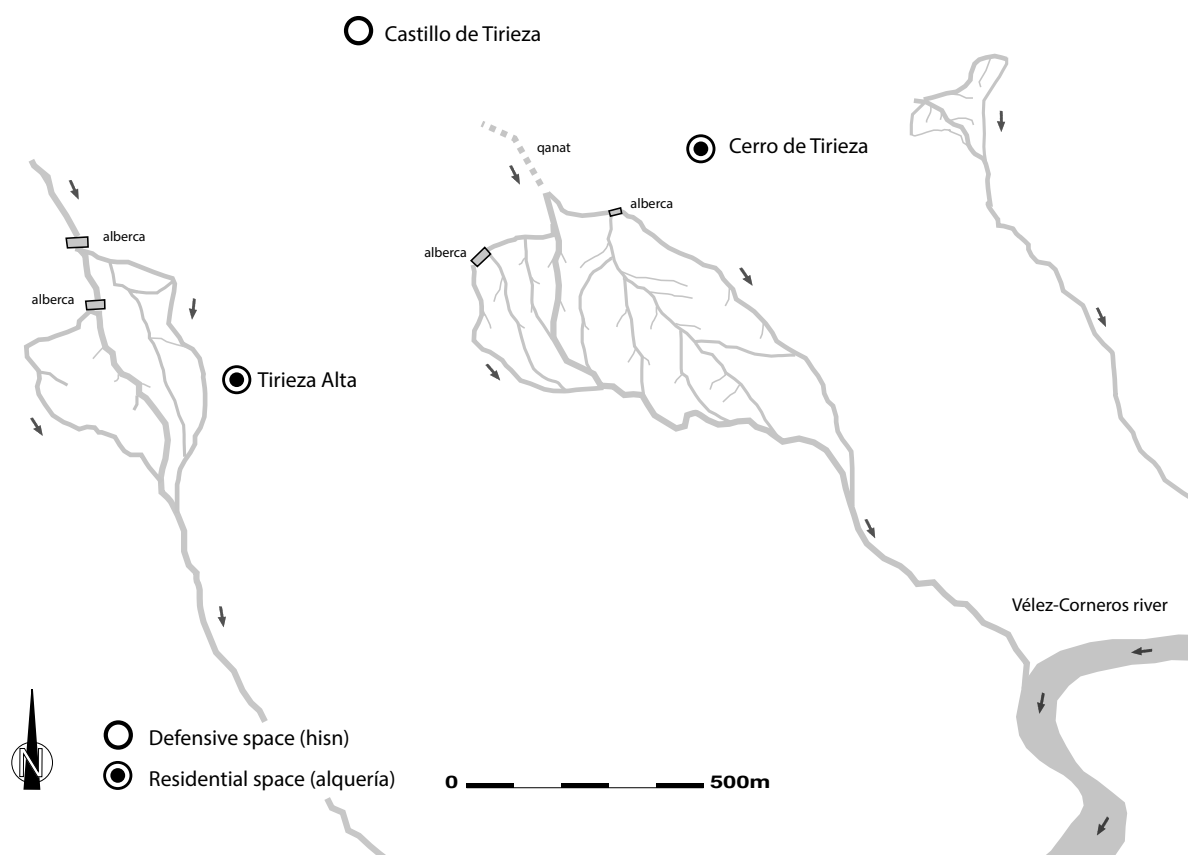 Castillo de Tirieza
qanat
Cerro de Tirieza
alberca
alberca
alberca
alberca
Tirieza Alta
Vélez-Corneros river
N
Defensive space (hisn)
Residential space (alquería)
0 500m